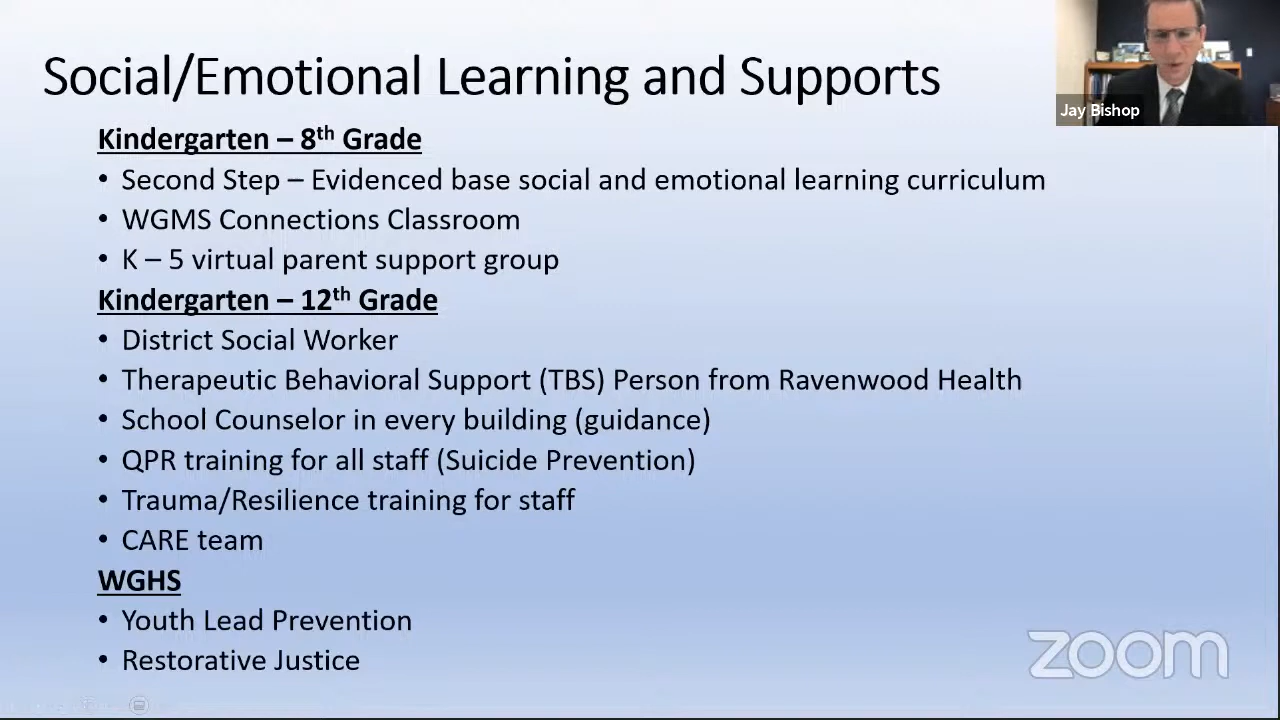 Social/Emotional Learning and Supports
Jay Bishop
Kindergarten – 8th Grade
• Second Step – Evidenced base social and emotional learning curriculum
• WGMS Connections Classroom
• K – 5 virtual parent support group
Kindergarten – 12th Grade
• District Social Worker
• Therapeutic Behavioral Support (TBS) Person from Ravenwood Health
• School Counselor in every building (guidance)
• QPR training for all staff (Suicide Prevention)
• Trauma/Resilience training for staff
• CARE team
WGHS
• Youth Lead Prevention
• Restorative Justice
zoom